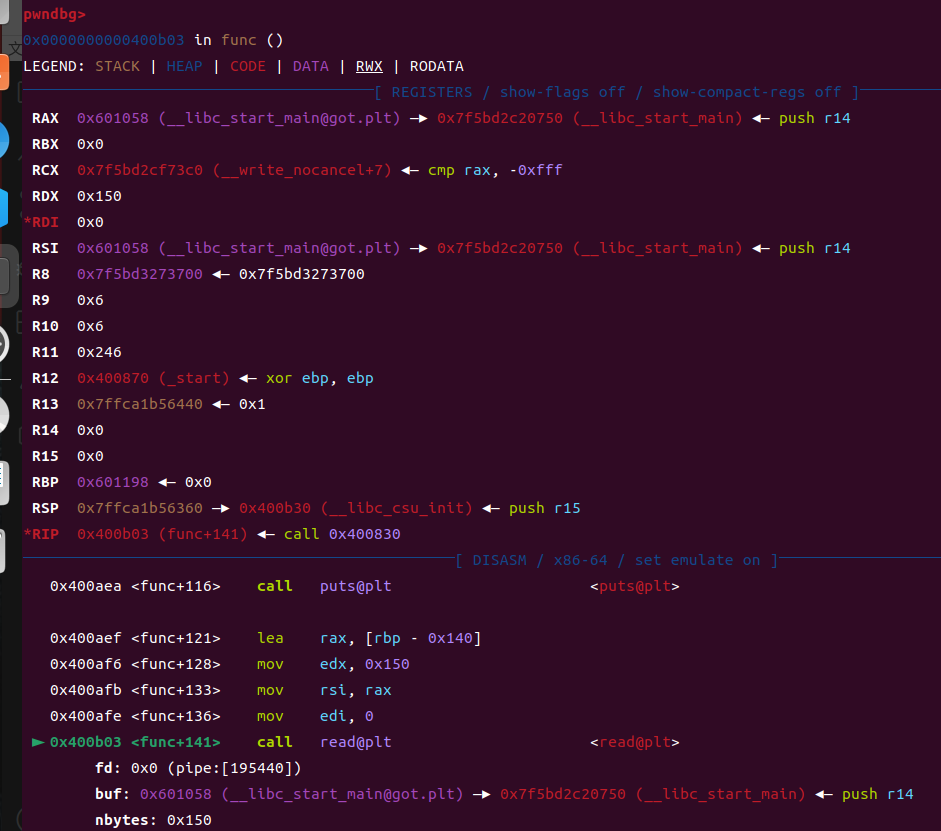 pwndbg>
0x0000000000400b03 in func ()
LEGEND: STACK | HEAP | CODE | DATA | RWX | RODATA
[ REGISTERS / show-flags off / show-compact-regs off ]
RAX  0x601058 (__libc_start_main@got.plt) —▸ 0x7f5bd2c20750 (__libc_start_main) ◂— push r14
RBX  0x0
RCX  0x7f5bd2cf73c0 (__write_nocancel+7) ◂— cmp rax, -0xfff
RDX  0x150
*RDI  0x0
RSI  0x601058 (__libc_start_main@got.plt) —▸ 0x7f5bd2c20750 (__libc_start_main) ◂— push r14
R8   0x7f5bd3273700 ◂— 0x7f5bd3273700
R9   0x6
R10  0x6
R11  0x246
R12  0x400870 (_start) ◂— xor ebp, ebp
R13  0x7ffca1b56440 ◂— 0x1
R14  0x0
R15  0x0
RBP  0x601198 ◂— 0x0
RSP  0x7ffca1b56360 —▸ 0x400b30 (__libc_csu_init) ◂— push r15
*RIP  0x400b03 (func+141) ◂— call 0x400830
[ DISASM / x86-64 / set emulate on ]
0x400aea <func+116>    call   puts@plt                      <puts@plt>
0x400aef <func+121>    lea    rax, [rbp - 0x140]
0x400af6 <func+128>    mov    edx, 0x150
0x400afb <func+133>    mov    rsi, rax
0x400afe <func+136>    mov    edi, 0
► 0x400b03 <func+141>    call   read@plt                      <read@plt>
fd: 0x0 (pipe:[195440])
buf: 0x601058 (__libc_start_main@got.plt) —▸ 0x7f5bd2c20750 (__libc_start_main) ◂— push r14
nbytes: 0x150